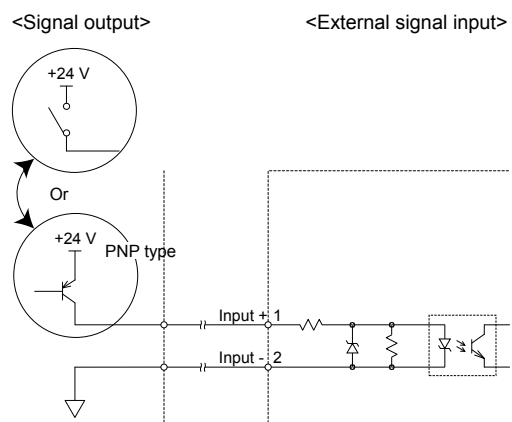 <Signal output>
<External signal input>
+24 V
Or
+24 V
PNP type
Input + 1
Input - 2